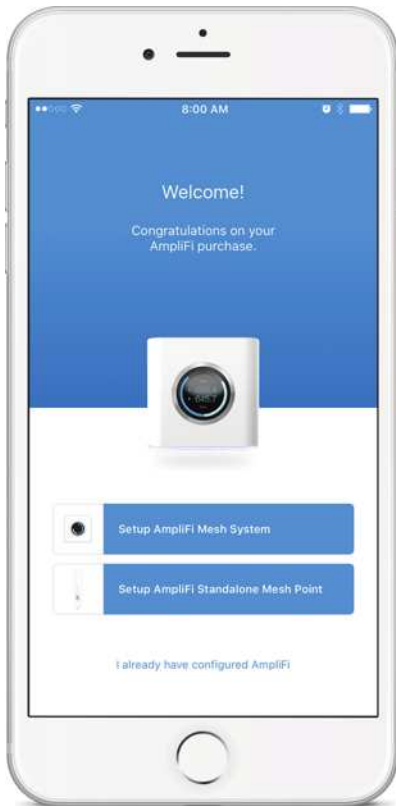 8:00 AM
Welcome!
Congratulations on your
AmpliFi purchase.
Setup AmpliFi Mesh System
Setup AmpliFi Standalone Mesh Point
I already have configured AmpliFi